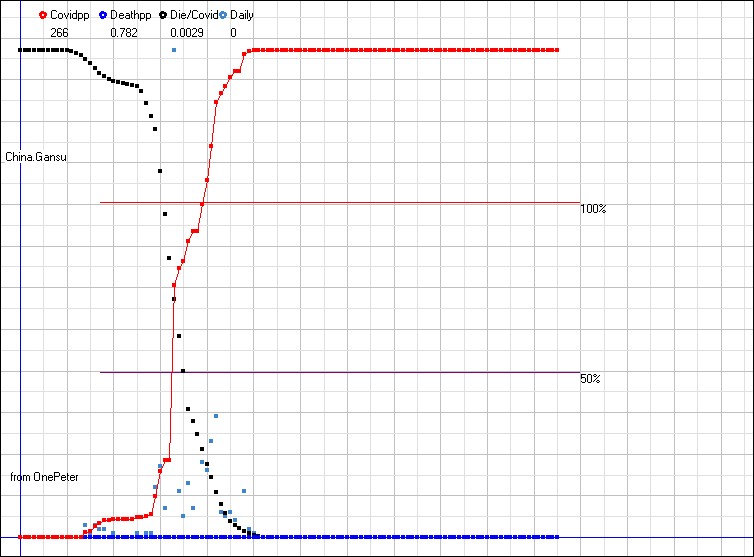 Covidpp Deathpp Die/Covid Daily
266 0.782 0.0029 0
China.Gansu
100%
50%
from OnePeter